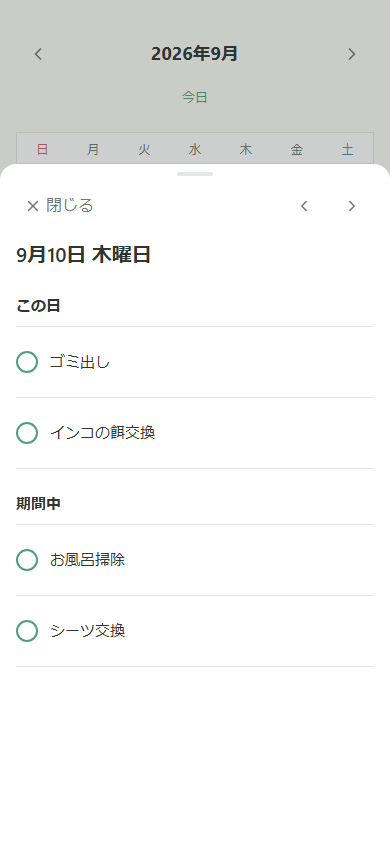 2026年9月
今日
日 月 火 水 木 金 土
閉じる
9月10日 木曜日
この日
ゴミ出し
インコの餌交換
期間中
お風呂掃除
シーツ交換